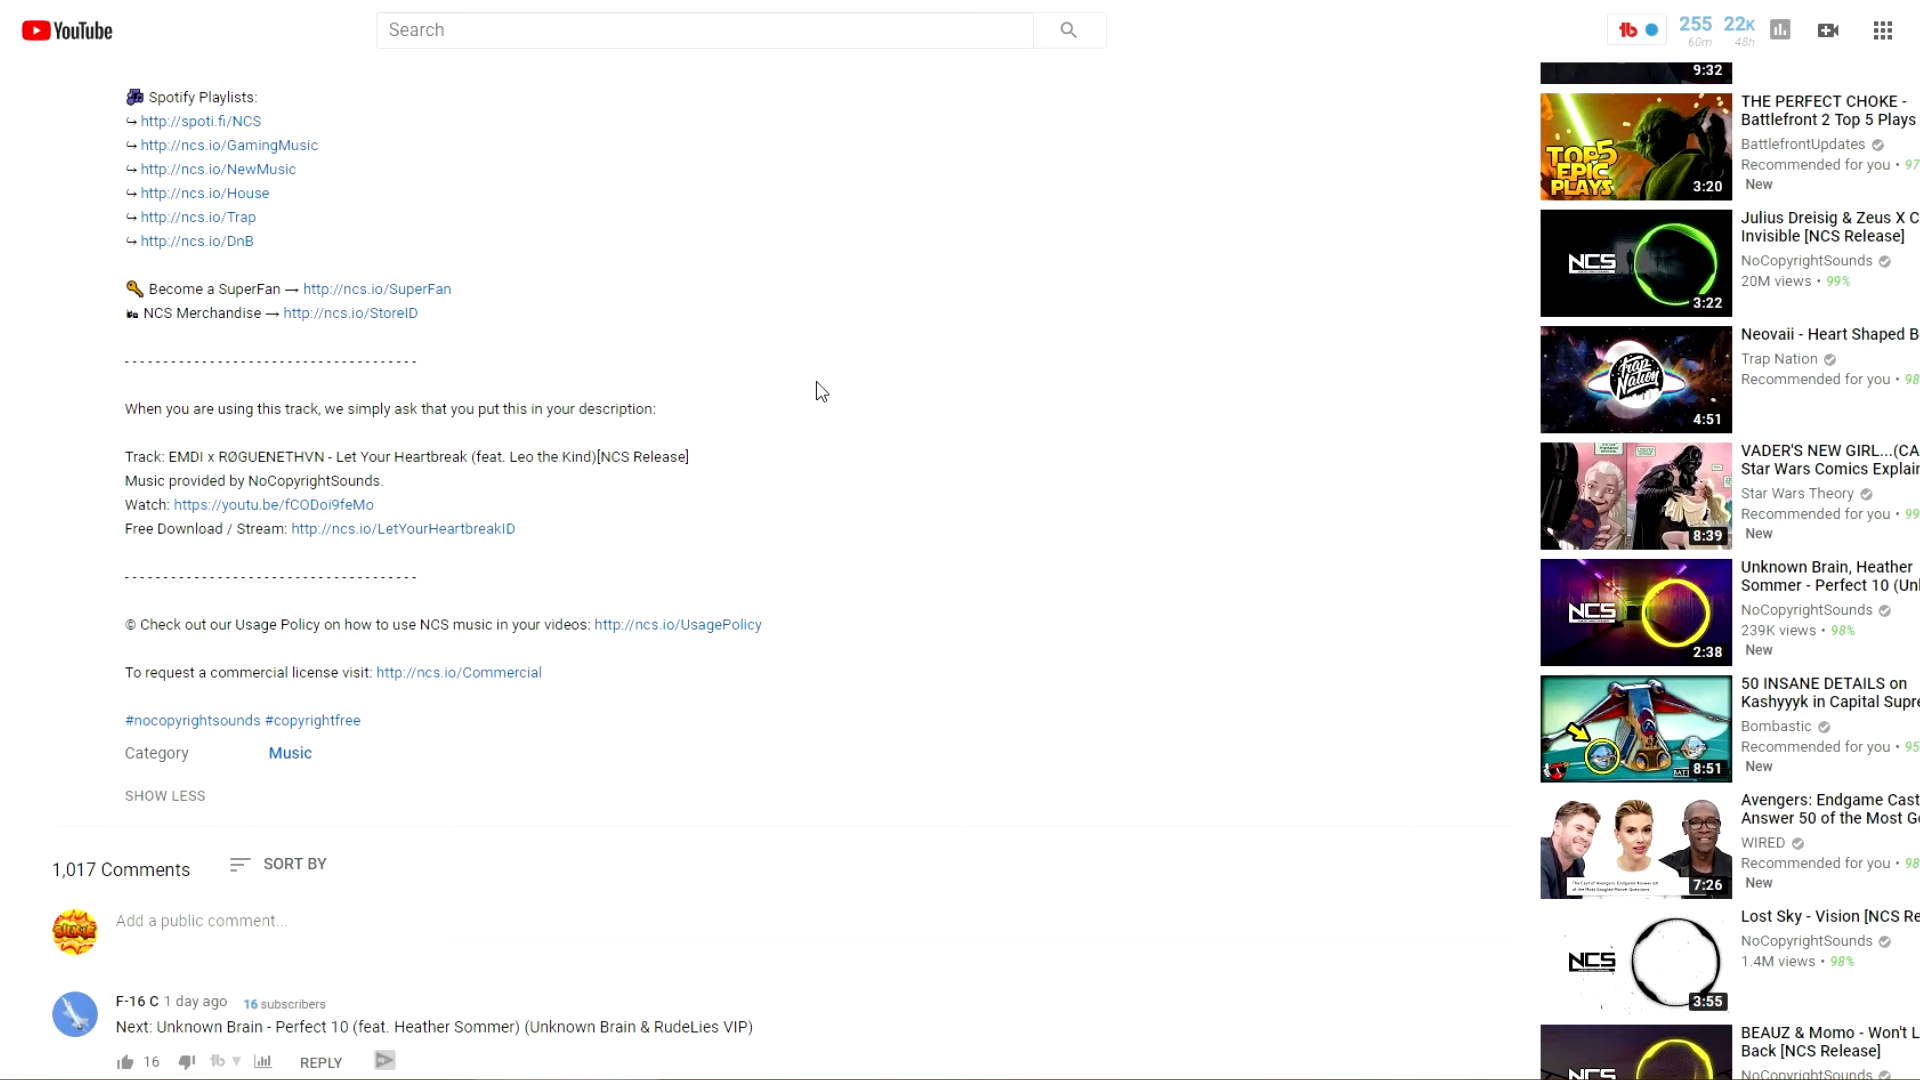 YouTube
Search
255
60m
22K
48h
Spotify Playlists:
↪ http://spoti.fi/NCS
↪ http://ncs.io/GamingMusic
↪ http://ncs.io/NewMusic
↪ http://ncs.io/House
↪ http://ncs.io/Trap
↪ http://ncs.io/DnB
Become a SuperFan → http://ncs.io/SuperFan
NCS Merchandise → http://ncs.io/StoreID
- - - - - - - - - - - - - - - - - - - - - - - - - - - - - - - - - - - - - -
When you are using this track, we simply ask that you put this in your description:
Track: EMDI x RØGUENETHVN - Let Your Heartbreak (feat. Leo the Kind)[NCS Release]
Music provided by NoCopyrightSounds.
Watch: https://youtu.be/fCODoi9feMo
Free Download / Stream: http://ncs.io/LetYourHeartbreakID
- - - - - - - - - - - - - - - - - - - - - - - - - - - - - - - - - - - - - -
© Check out our Usage Policy on how to use NCS music in your videos: http://ncs.io/UsagePolicy
To request a commercial license visit: http://ncs.io/Commercial
#nocopyrightsounds #copyrightfree
Category Music
SHOW LESS
1,017 Comments SORT BY
Add a public comment...
F-16 C 1 day ago 16 subscribers
Next: Unknown Brain - Perfect 10 (feat. Heather Sommer) (Unknown Brain & RudeLies VIP)
16 REPLY
9:32
TOP 5
EPIC
PLAYS
3:20
THE PERFECT CHOKE -
Battlefront 2 Top 5 Plays
BattlefrontUpdates
Recommended for you • 97
New
NCS
3:22
Julius Dreisig & Zeus X C
Invisible [NCS Release]
NoCopyrightSounds
20M views • 99%
Trap
Nation
4:51
Neovaii - Heart Shaped B
Trap Nation
Recommended for you • 98
8:39
VADER'S NEW GIRL...(CA
Star Wars Comics Explain
Star Wars Theory
Recommended for you • 99
New
NCS
2:38
Unknown Brain, Heather
Sommer - Perfect 10 (Unl
NoCopyrightSounds
239K views • 98%
New
8:51
50 INSANE DETAILS on
Kashyyyk in Capital Supre
Bombastic
Recommended for you • 95
New
7:26
Avengers: Endgame Cast
Answer 50 of the Most Go
WIRED
Recommended for you • 98
New
NCS
3:55
Lost Sky - Vision [NCS Re
NoCopyrightSounds
1.4M views • 98%
NCS
BEAUZ & Momo - Won't L
Back [NCS Release]
NoCopyrightSounds